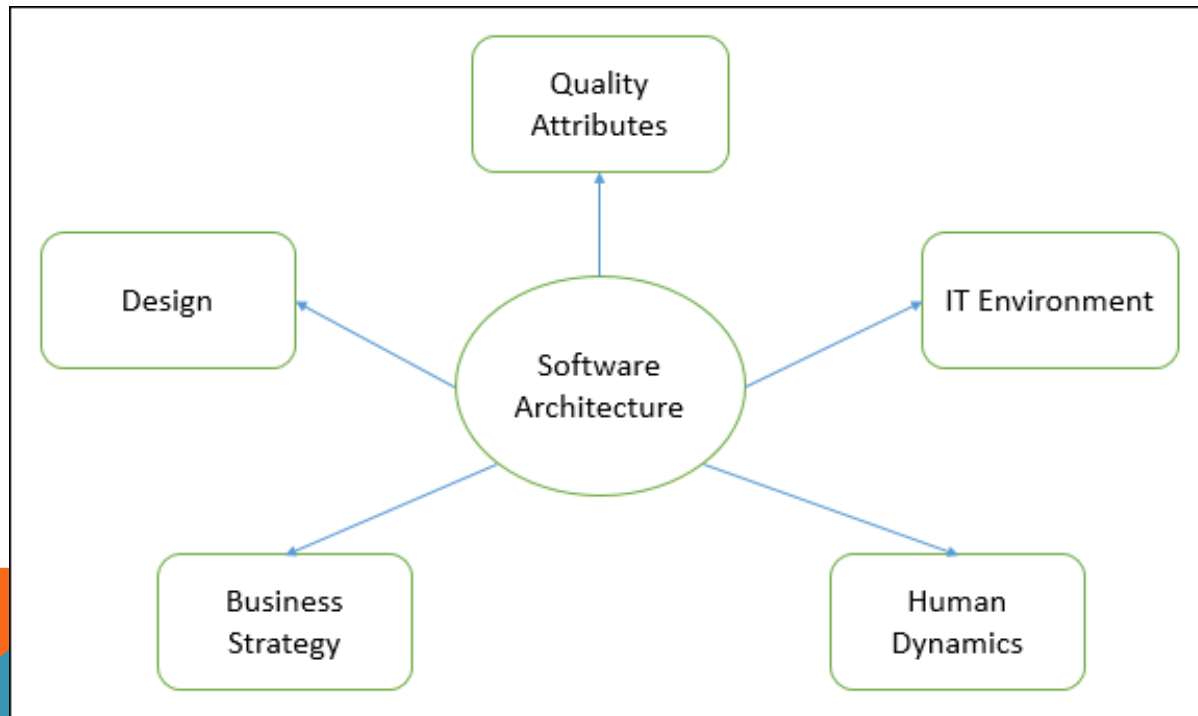 Quality
Attributes
Design
IT Environment
Software
Architecture
Business
Strategy
Human
Dynamics